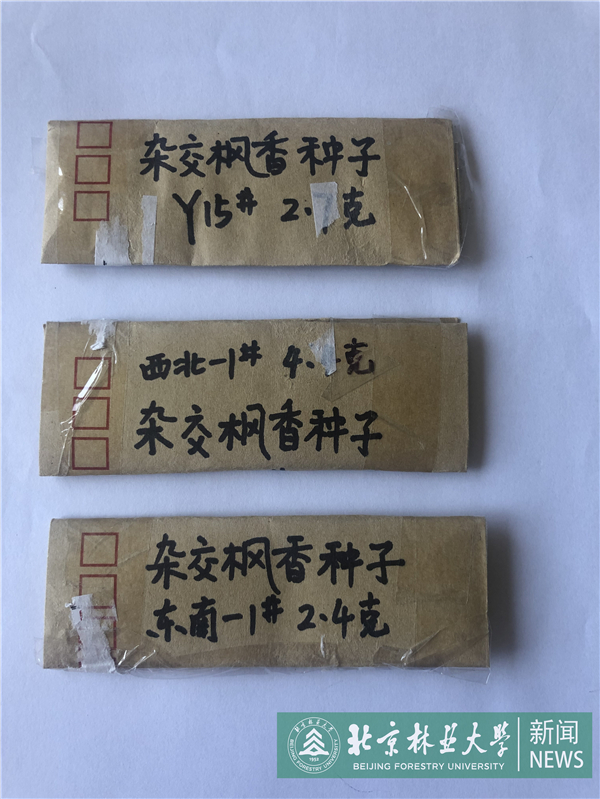 杂交枫香种子
Y15# 2. 克
西北-1# 4. 克
杂交枫香种子
杂交枫香种子
东南-1# 2.4克
北京林业大学
BEIJING FORESTRY UNIVERSITY
新闻
NEWS